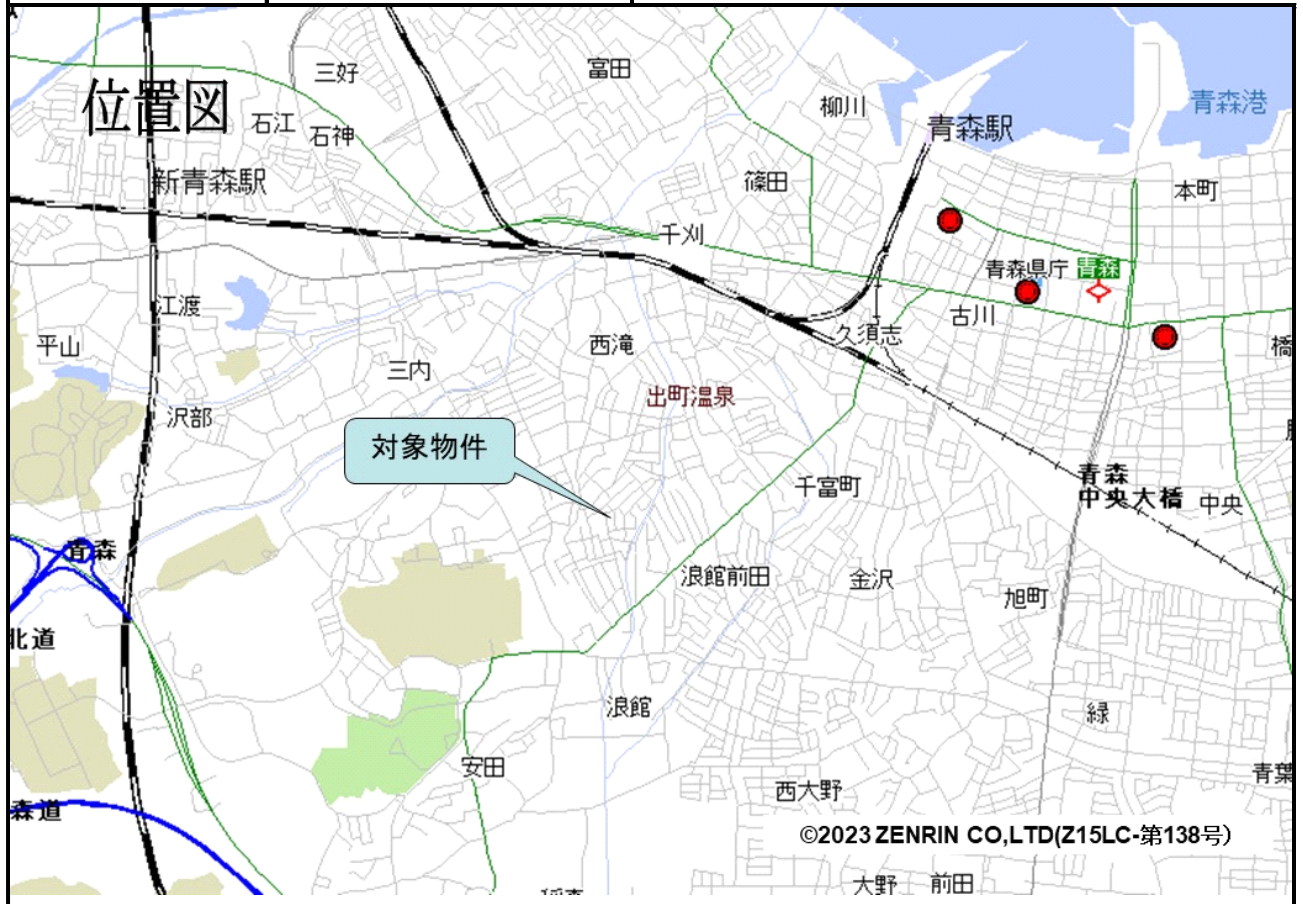 位置図
三好
富田
石江
石神
柳川
青森港
青森駅
新青森駅
篠田
本町
千刈
青森県庁
青森
江渡
古川
久須志
平山
西滝
橋
三内
出町温泉
沢部
対象物件
青森
中央大橋
千富町
中央
青森
浪館前田
金沢
旭町
北道
浪館
緑
安田
青葉
西大野
森道
©2023 ZENRIN CO,LTD(Z15LC-第138号)
大野
前田